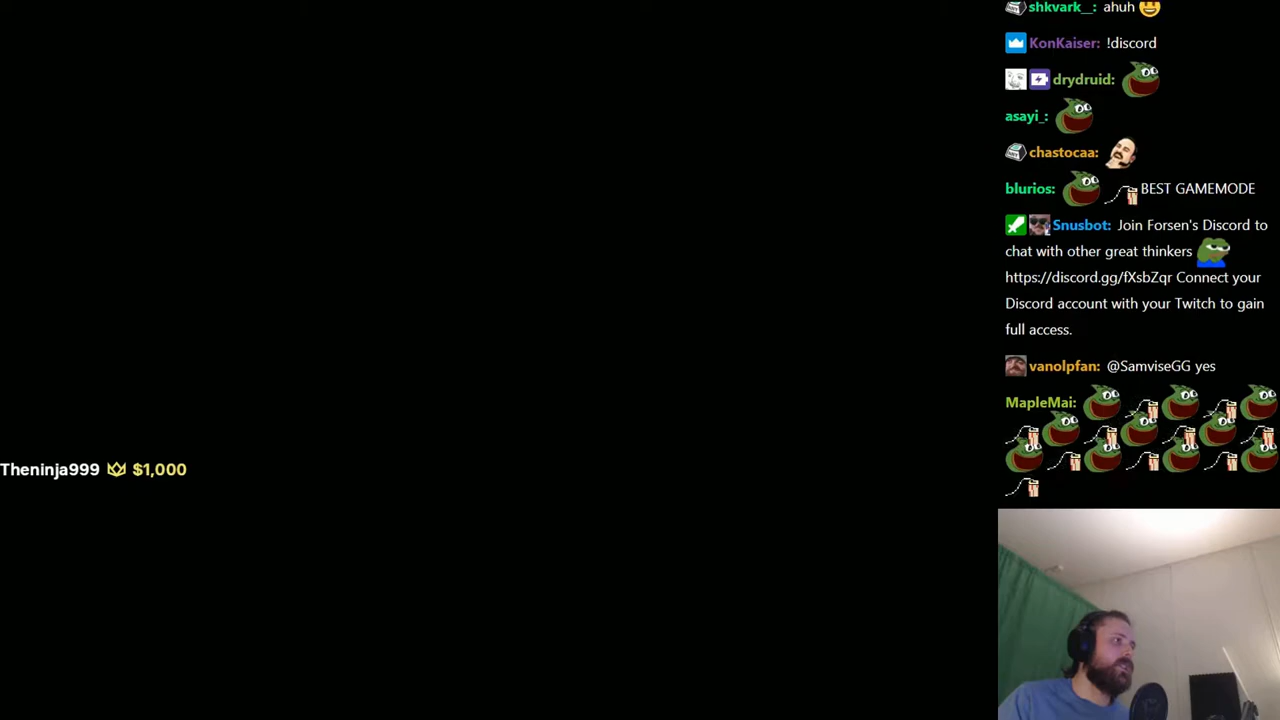 shkvark__: ahuh
KonKaiser: !discord
drydruid:
asayi_:
chastocaa:
blurios: BEST GAMEMODE
Snusbot: Join Forsen's Discord to
chat with other great thinkers
https://discord.gg/fXsbZqr Connect your
Discord account with your Twitch to gain
full access.
vanolpfan: @SamviseGG yes
MapleMai:
Theninja999 $1,000